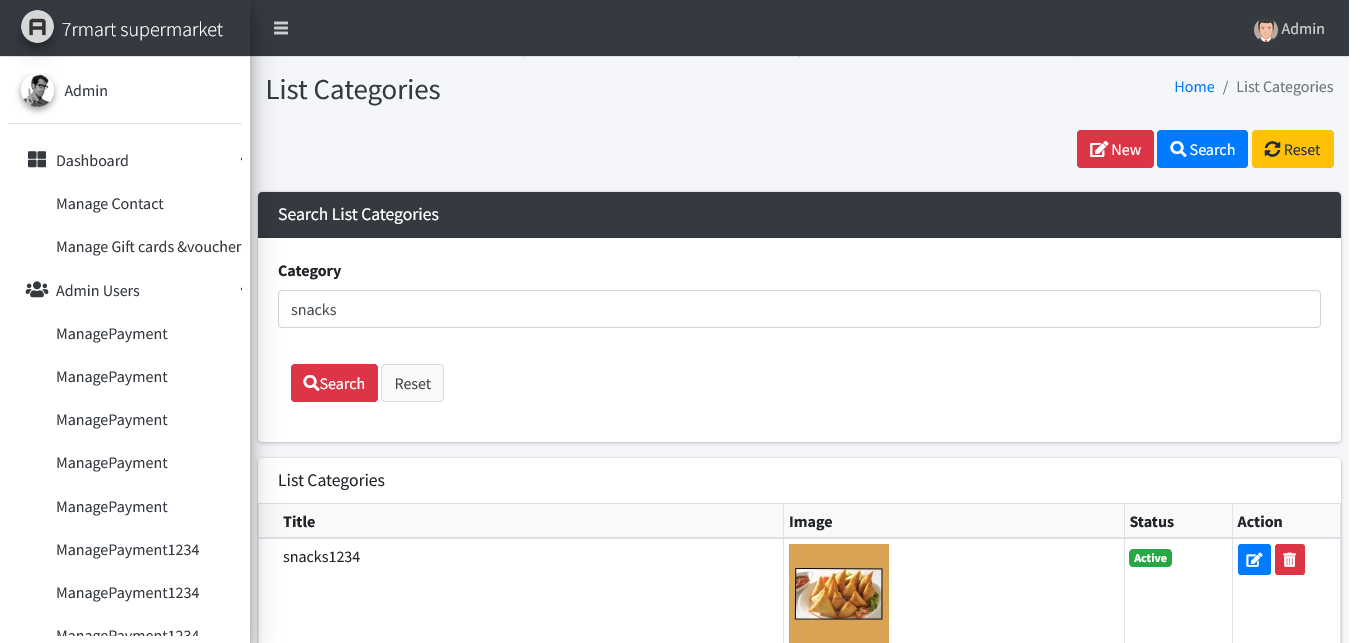 7rmart supermarket
Admin
Admin
List Categories
Home / List Categories
New
Search
Reset
Dashboard
Manage Contact
Manage Gift cards &voucher
Admin Users
ManagePayment
ManagePayment
ManagePayment
ManagePayment
ManagePayment
ManagePayment1234
ManagePayment1234
ManagePayment1234
Search List Categories
Category
snacks
Search
Reset
List Categories
Title Image Status Action
snacks1234 Active